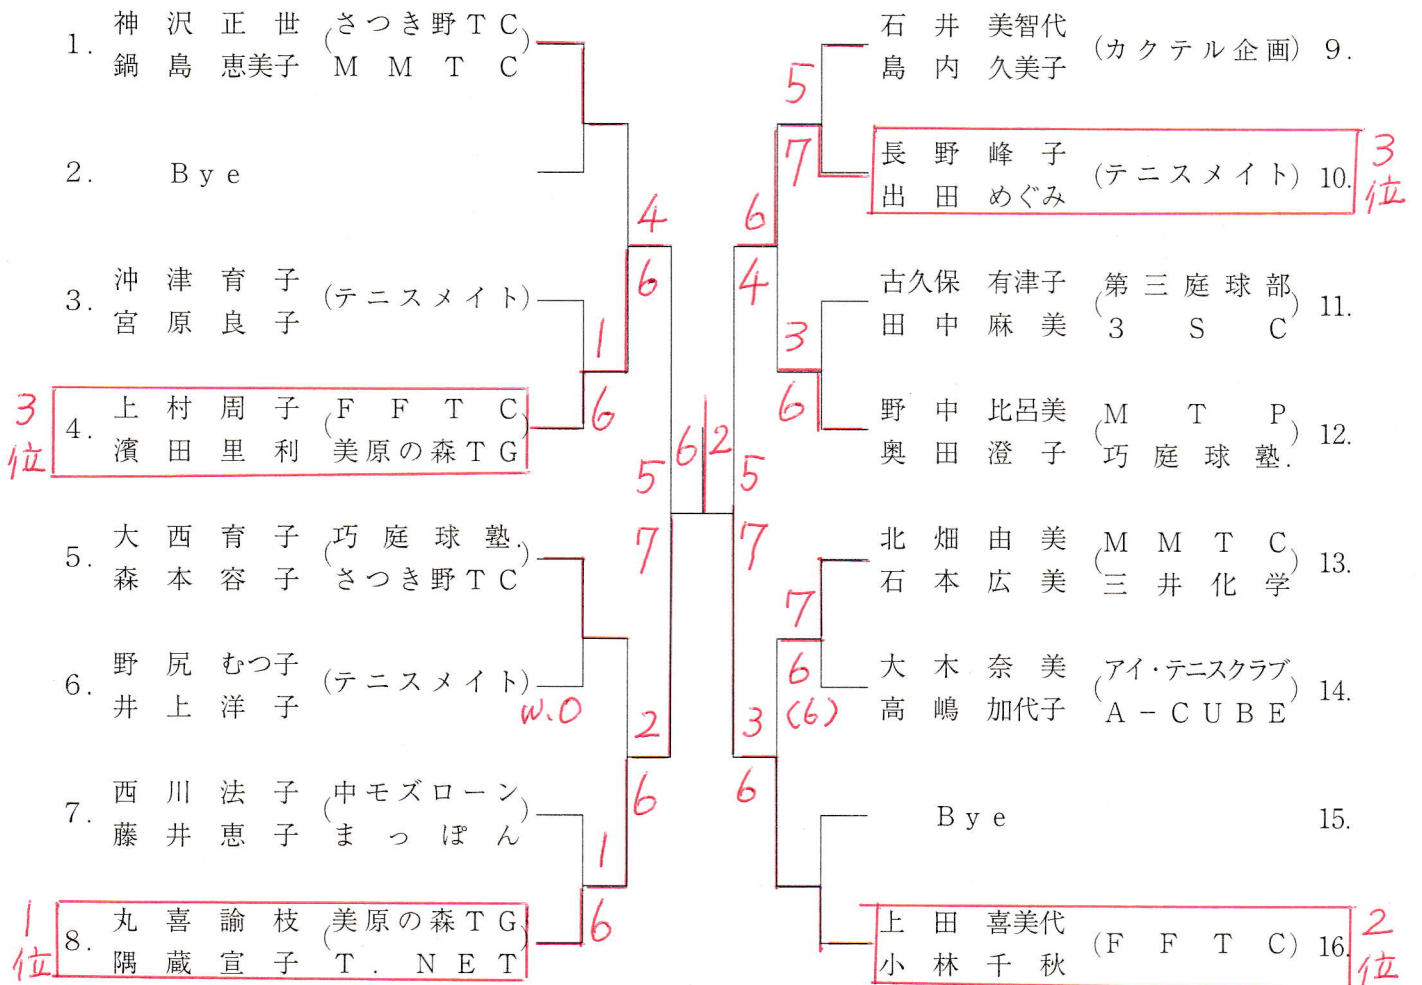 1. 神沢正世 (さつき野TC)
鍋島恵美子 MMTC
2. Bye
3. 沖津育子 (テニスメイト)
宮原良子
3位
4. 上村周子 (FFTC)
濱田里利 美原の森TG
5. 大西育子 (巧庭球塾.)
森本容子 さつき野TC
6. 野尻むつ子 (テニスメイト)
井上洋子
w.o
7. 西川法子 (中モズローン)
藤井恵子 まっぽん
1位
8. 丸喜諭枝 (美原の森TG)
隅蔵宣子 T.NET
4
6
1
6
5
7
2
6
1
6
6 2
5
7
6
4
3
6
5
7
7
6
(6)
3
6
石井美智代 (カクテル企画) 9.
島内久美子
長野峰子 (テニスメイト) 10.
出田めぐみ
3位
古久保有津子 (第三庭球部) 11.
田中麻美 3SC
野中比呂美 (MTP) 12.
奥田澄子 巧庭球塾.
北畑由美 (MMTC) 13.
石本広美 三井化学
大木奈美 (アイ・テニスクラブ) 14.
高嶋加代子 A-CUBE
Bye 15.
上田喜美代 (FFTC) 16.
小林千秋
2位